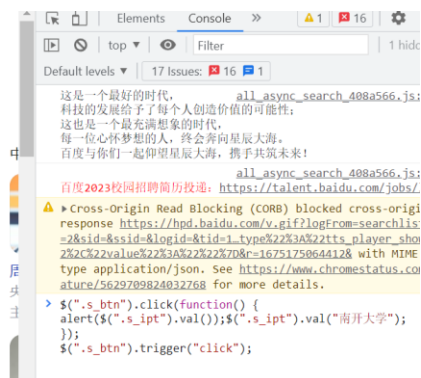 Elements Console » 1 16
top ▼ Filter 1 hidd
Default levels ▼ 17 Issues: 16 1
这是一个最好的时代, all_async_search_408a566.js:
科技的发展给予了每个人创造价值的可能性;
这也是一个最充满想象的时代,
每一位心怀梦想的人,终会奔向星辰大海。
百度与你们一起仰望星辰大海,携手共筑未来!
all_async_search_408a566.js:
百度2023校园招聘简历投递:https://talent.baidu.com/jobs/
▶Cross-Origin Read Blocking (CORB) blocked cross-origi
response https://hpd.baidu.com/v.gif?logFrom=searchlist
=2&sid=&ssid=&logid=&tid=1…type%22%3A%22tts_player_show
2%2C%22value%22%3A%22%22%7D&r=1675175064412& with MIME
type application/json. See https://www.chromestatus.com
ature/5629709824032768 for more details.
> $(".s_btn").click(function() {
alert($(".s_ipt").val());$(".s_ipt").val("南开大学");
});
$(".s_btn").trigger("click");